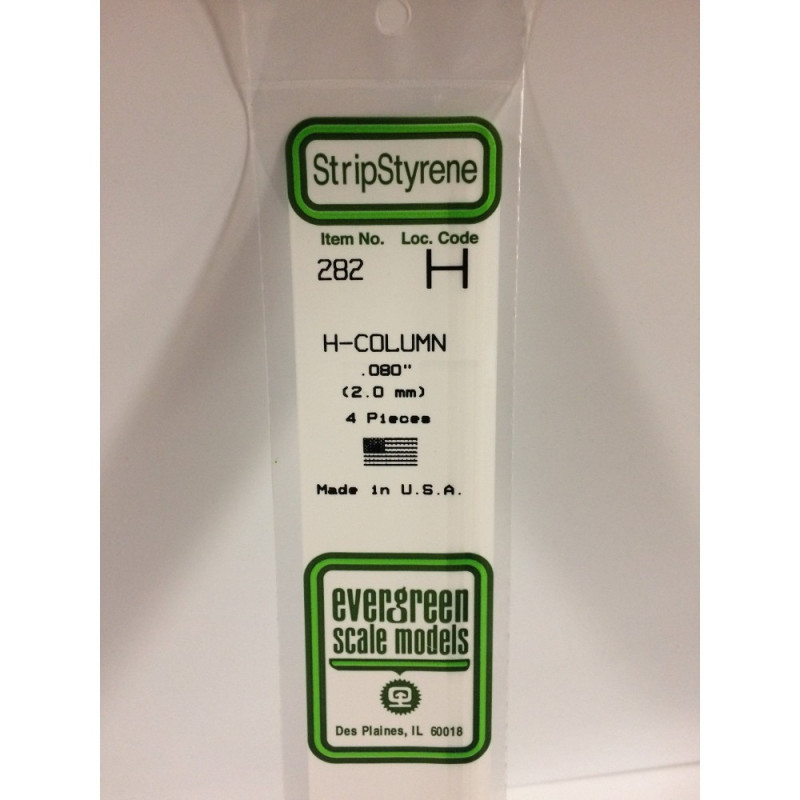 StripStyrene
Item No. Loc. Code
282 H
H-COLUMN
.080"
(2.0 mm)
4 Pieces
Made in U.S.A.
evergreen
scale models
Des Plaines, IL 60018